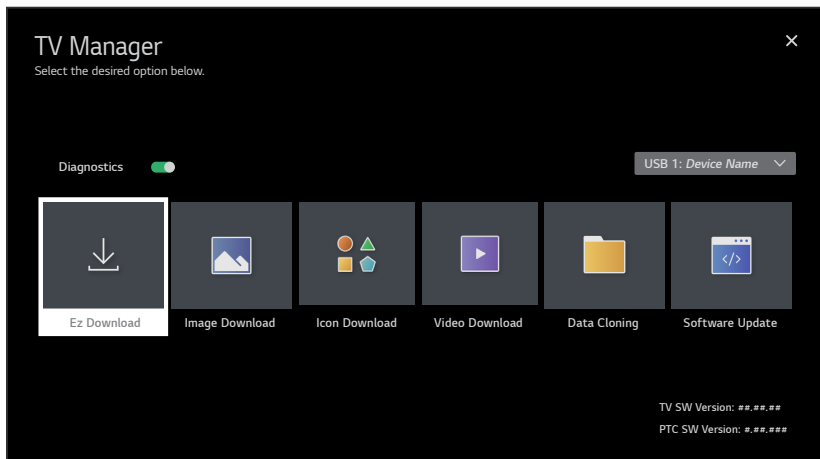 TV Manager
Select the desired option below.
Diagnostics
USB 1: Device Name
Ez Download
Image Download
Icon Download
Video Download
Data Cloning
Software Update
TV SW Version: ##.##.##
PTC SW Version: #.##.###